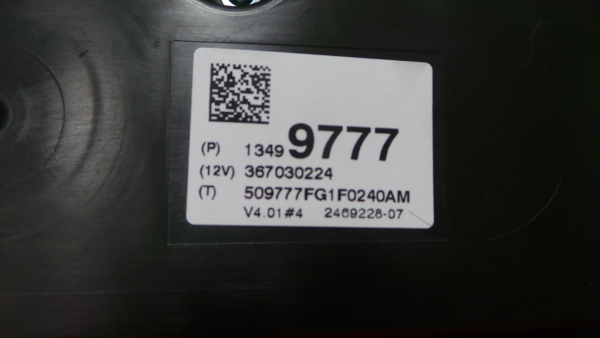 (P) 1349 9777
(12V) 367030224
(T) 509777FG1F0240AM
V4.01#4 2469228-07